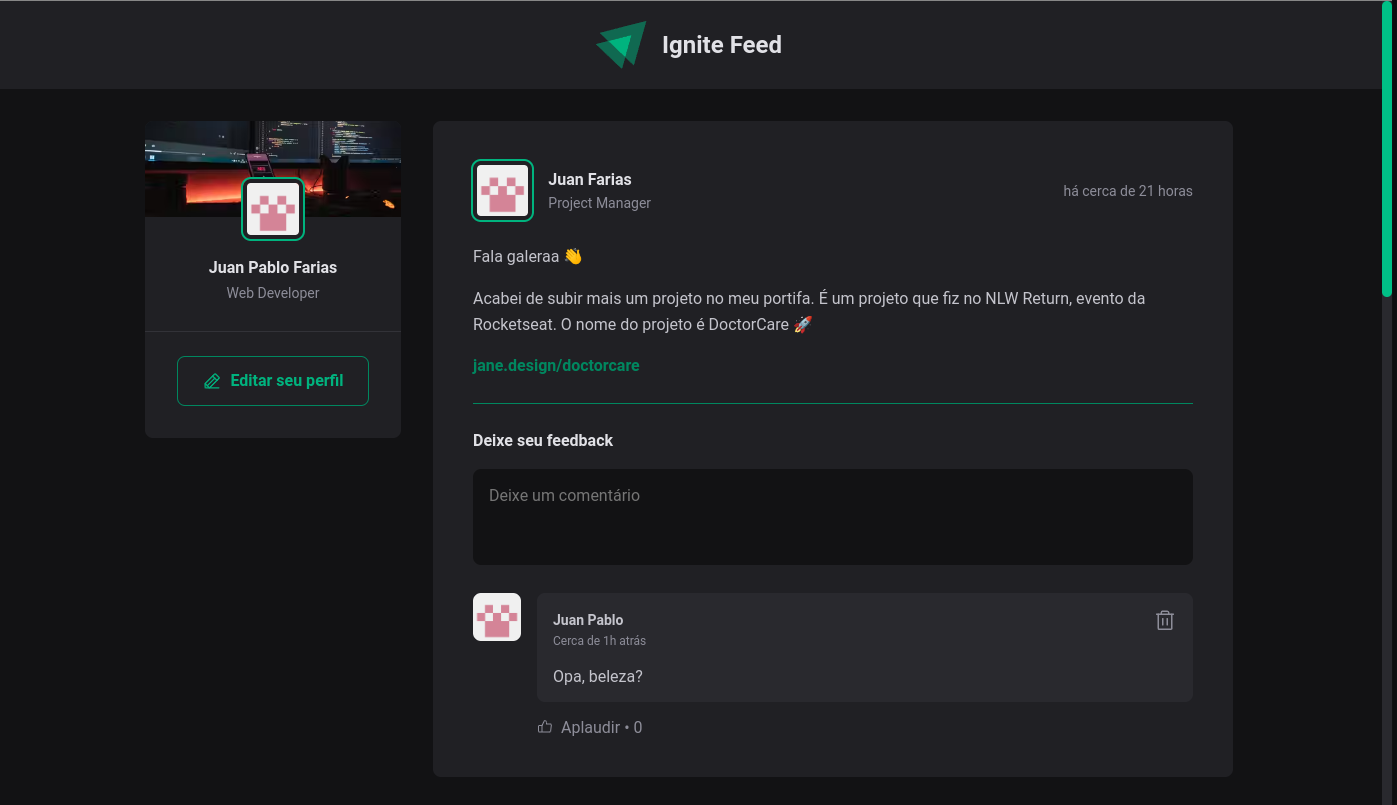 Ignite Feed
Juan Pablo Farias
Web Developer
Editar seu perfil
Juan Farias
Project Manager
há cerca de 21 horas
Fala galeraa 👋
Acabei de subir mais um projeto no meu portifa. É um projeto que fiz no NLW Return, evento da
Rocketseat. O nome do projeto é DoctorCare 🚀
jane.design/doctorcare
Deixe seu feedback
Deixe um comentário
Juan Pablo
Cerca de 1h atrás
Opa, beleza?
Aplaudir • 0